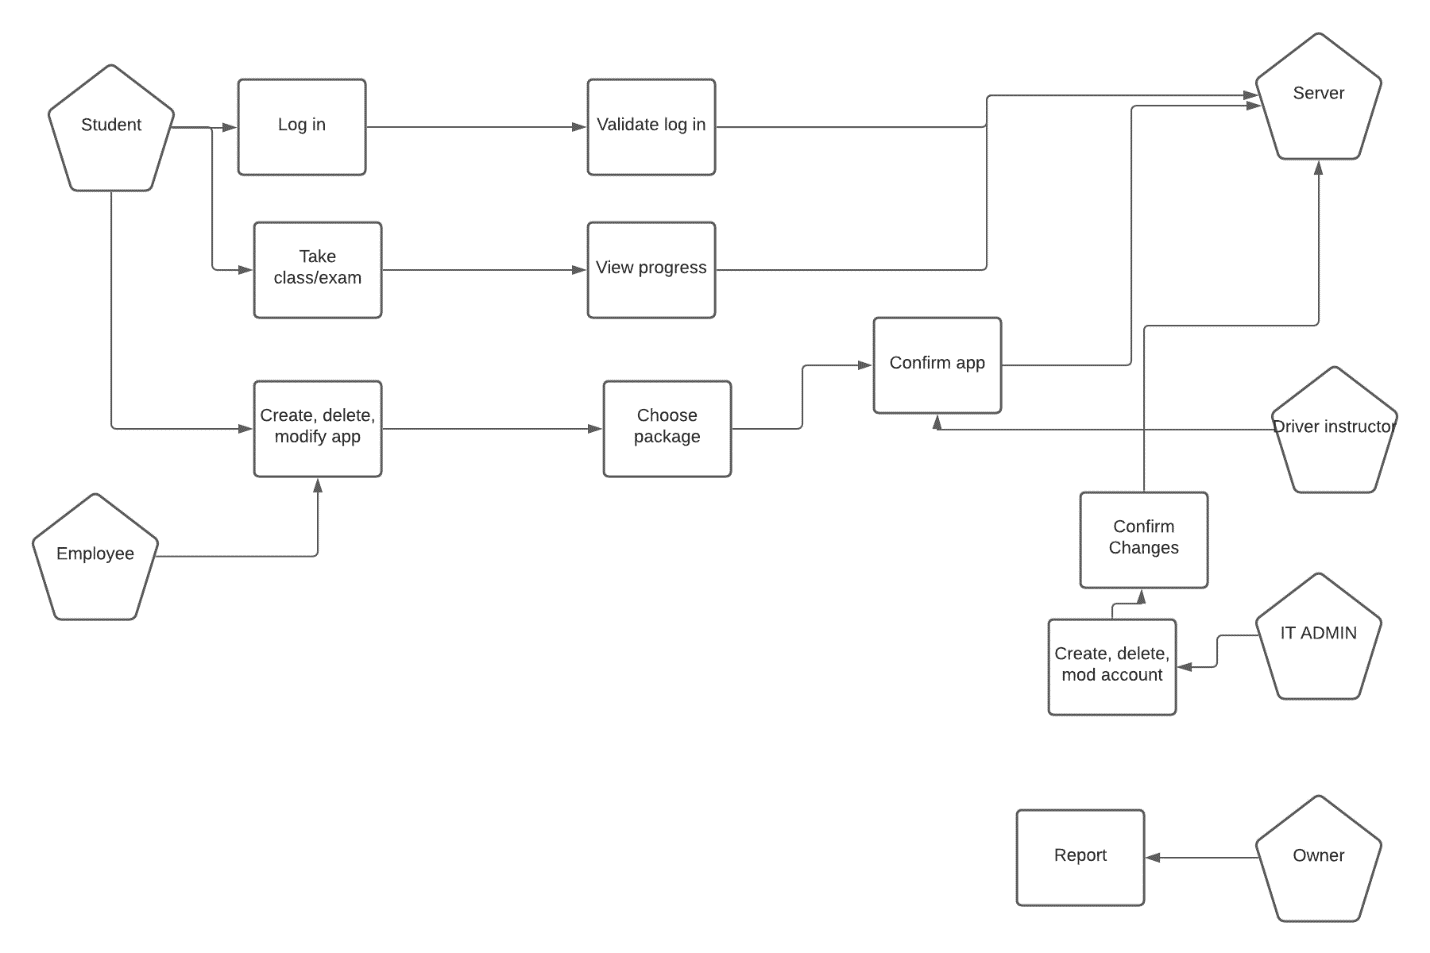 Student
Log in
Validate log in
Server
Take
class/exam
View progress
Confirm app
Create, delete,
modify app
Choose
package
Driver instructor
Employee
Confirm
Changes
IT ADMIN
Create, delete,
mod account
Report
Owner